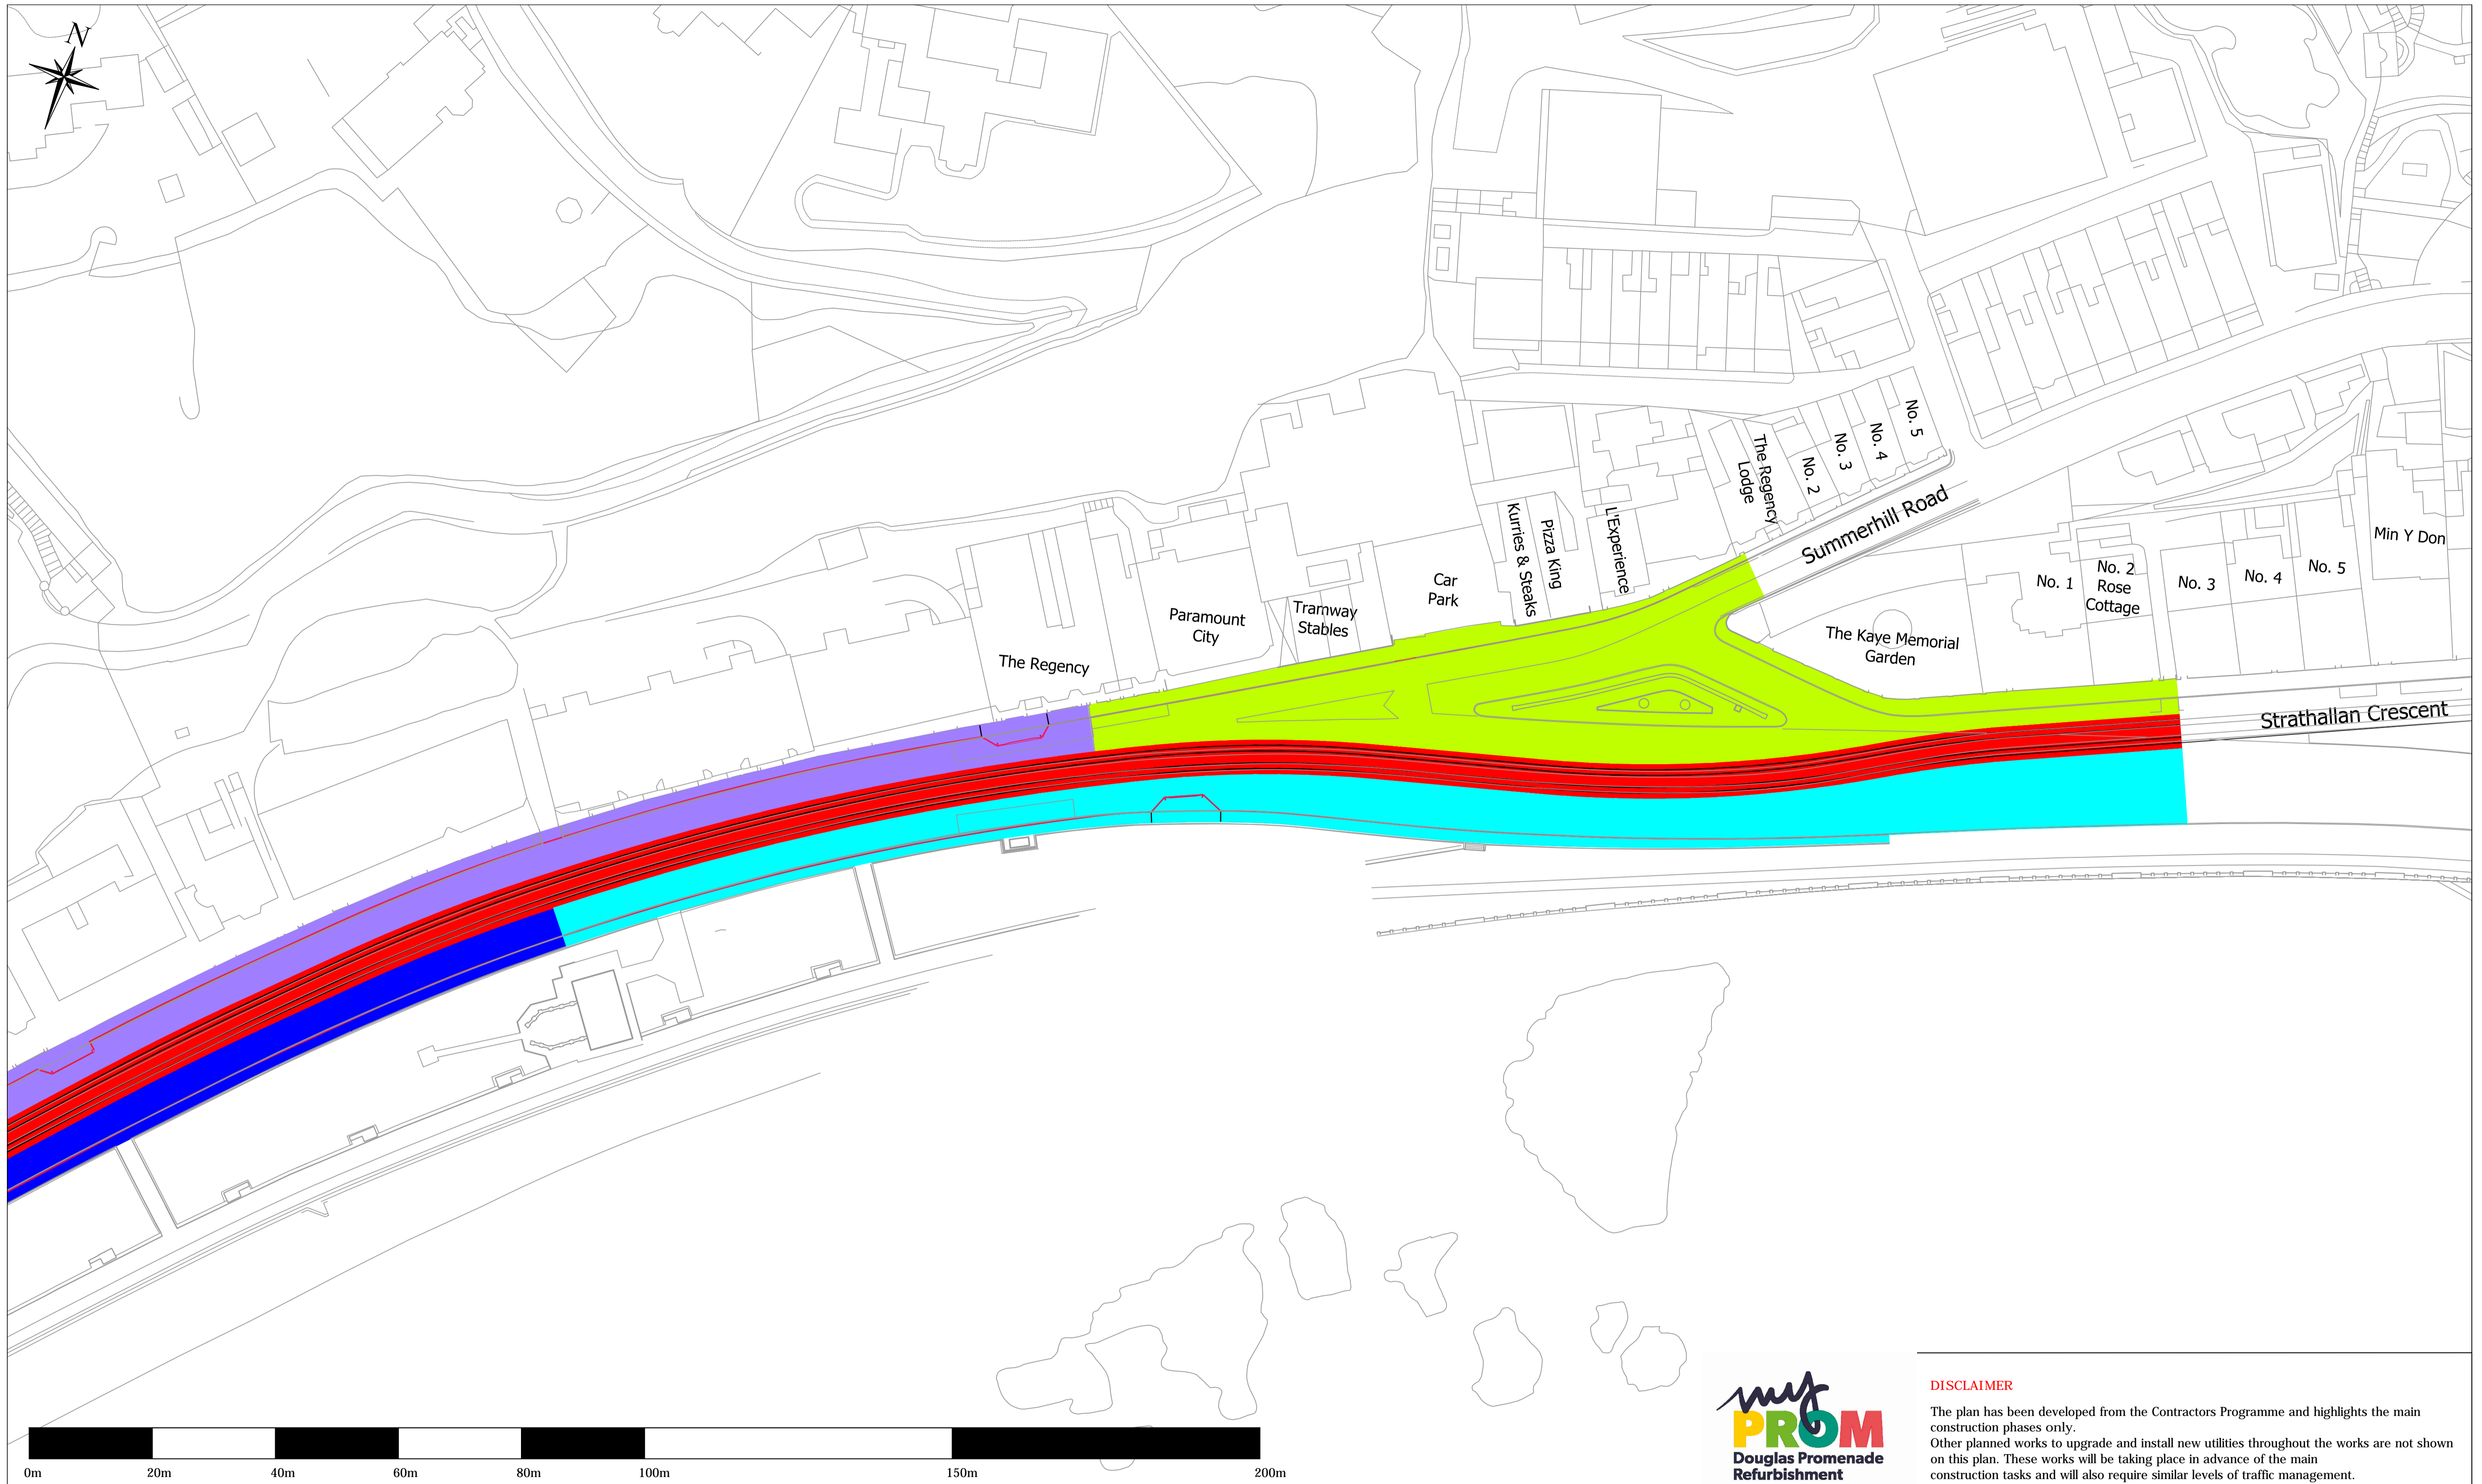 N
No. 5
No. 4
No. 3
No. 2
The Regency
Lodge
L'Experience
Pizza King
Kurries & Steaks
Car
Park
Tramway
Stables
Paramount
City
The Regency
Summerhill Road
The Kaye Memorial
Garden
No. 1
No. 2
Rose
Cottage
No. 3
No. 4
No. 5
Min Y Don
Strathallan Crescent
0m
20m
40m
60m
80m
100m
150m
200m
my
PROM
Douglas Promenade
Refurbishment
DISCLAIMER
The plan has been developed from the Contractors Programme and highlights the main
construction phases only.
Other planned works to upgrade and install new utilities throughout the works are not shown
on this plan. These works will be taking place in advance of the main
construction tasks and will also require similar levels of traffic management.